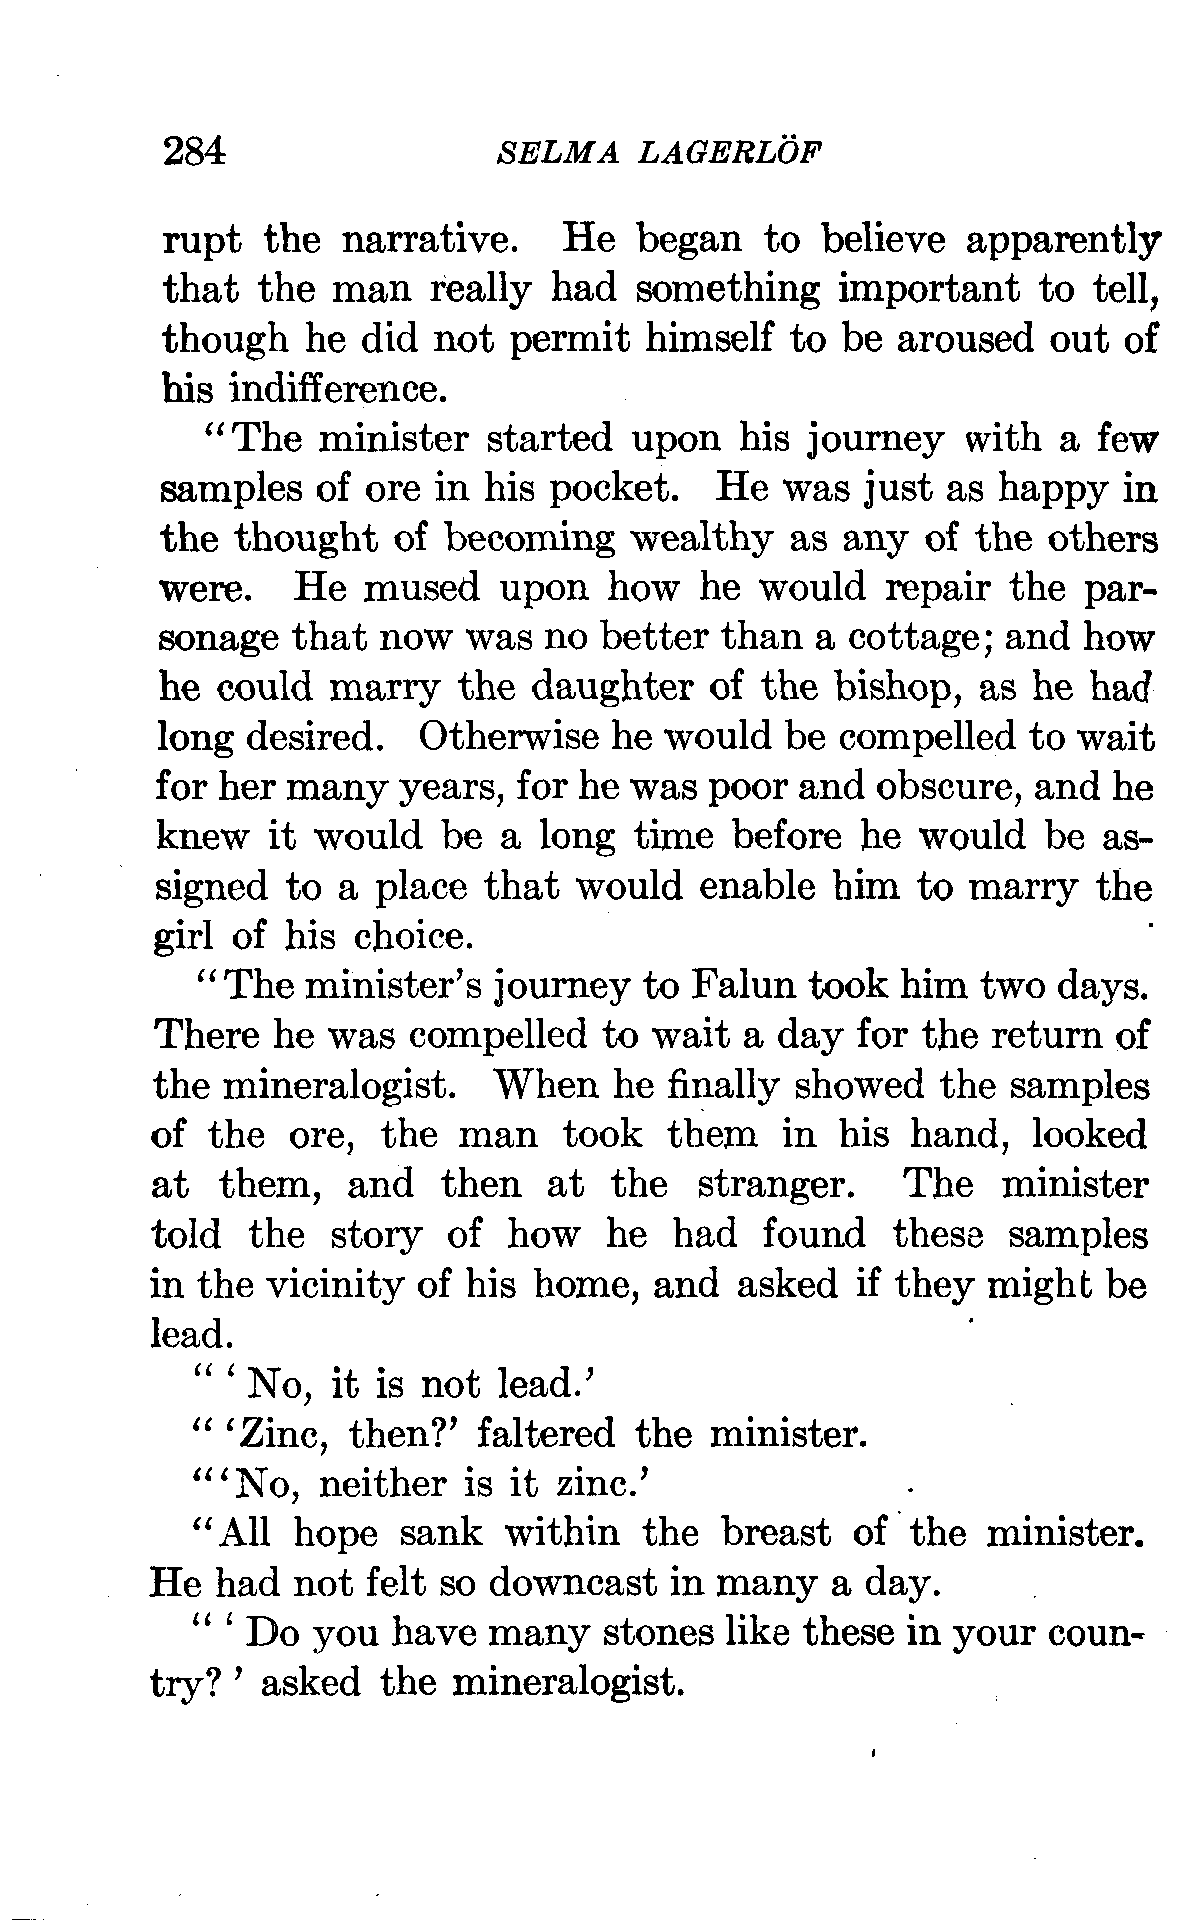 284 SELMA LAGERLÖF
rupt the narrative. He began to believe apparently
that the man really had something important to tell,
though he did not permit himself to be aroused out of
his indifference.
"The minister started upon his journey with a few
samples of ore in his pocket. He was just as happy in
the thought of becoming wealthy as any of the others
were. He mused upon how he would repair the par-
sonage that now was no better than a cottage; and how
he could marry the daughter of the bishop, as he had
long desired. Otherwise he would be compelled to wait
for her many years, for he was poor and obscure, and he
knew it would be a long time before he would be as-
signed to a place that would enable him to marry the
girl of his choice.
"The minister's journey to Falun took him two days.
There he was compelled to wait a day for the return of
the mineralogist. When he finally showed the samples
of the ore, the man took them in his hand, looked
at them, and then at the stranger. The minister
told the story of how he had found these samples
in the vicinity of his home, and asked if they might be
lead.
"'No, it is not lead.'
"'Zinc, then?' faltered the minister.
"'No, neither is it zinc.'
"All hope sank within the breast of the minister.
He had not felt so downcast in many a day.
"'Do you have many stones like these in your coun-
try?' asked the mineralogist.